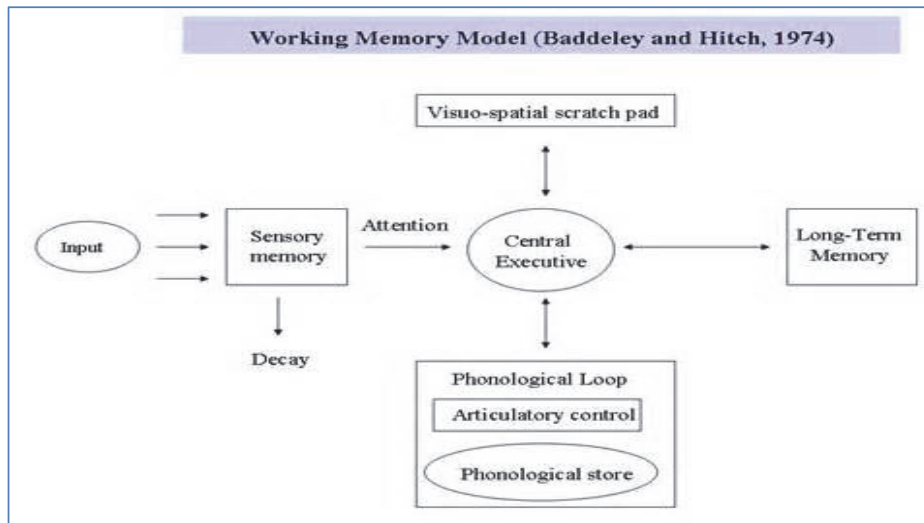 Working Memory Model (Baddeley and Hitch, 1974)
Visuo-spatial scratch pad
Input
Sensory
memory
Attention
Central
Executive
Long-Term
Memory
Decay
Phonological Loop
Articulatory control
Phonological store